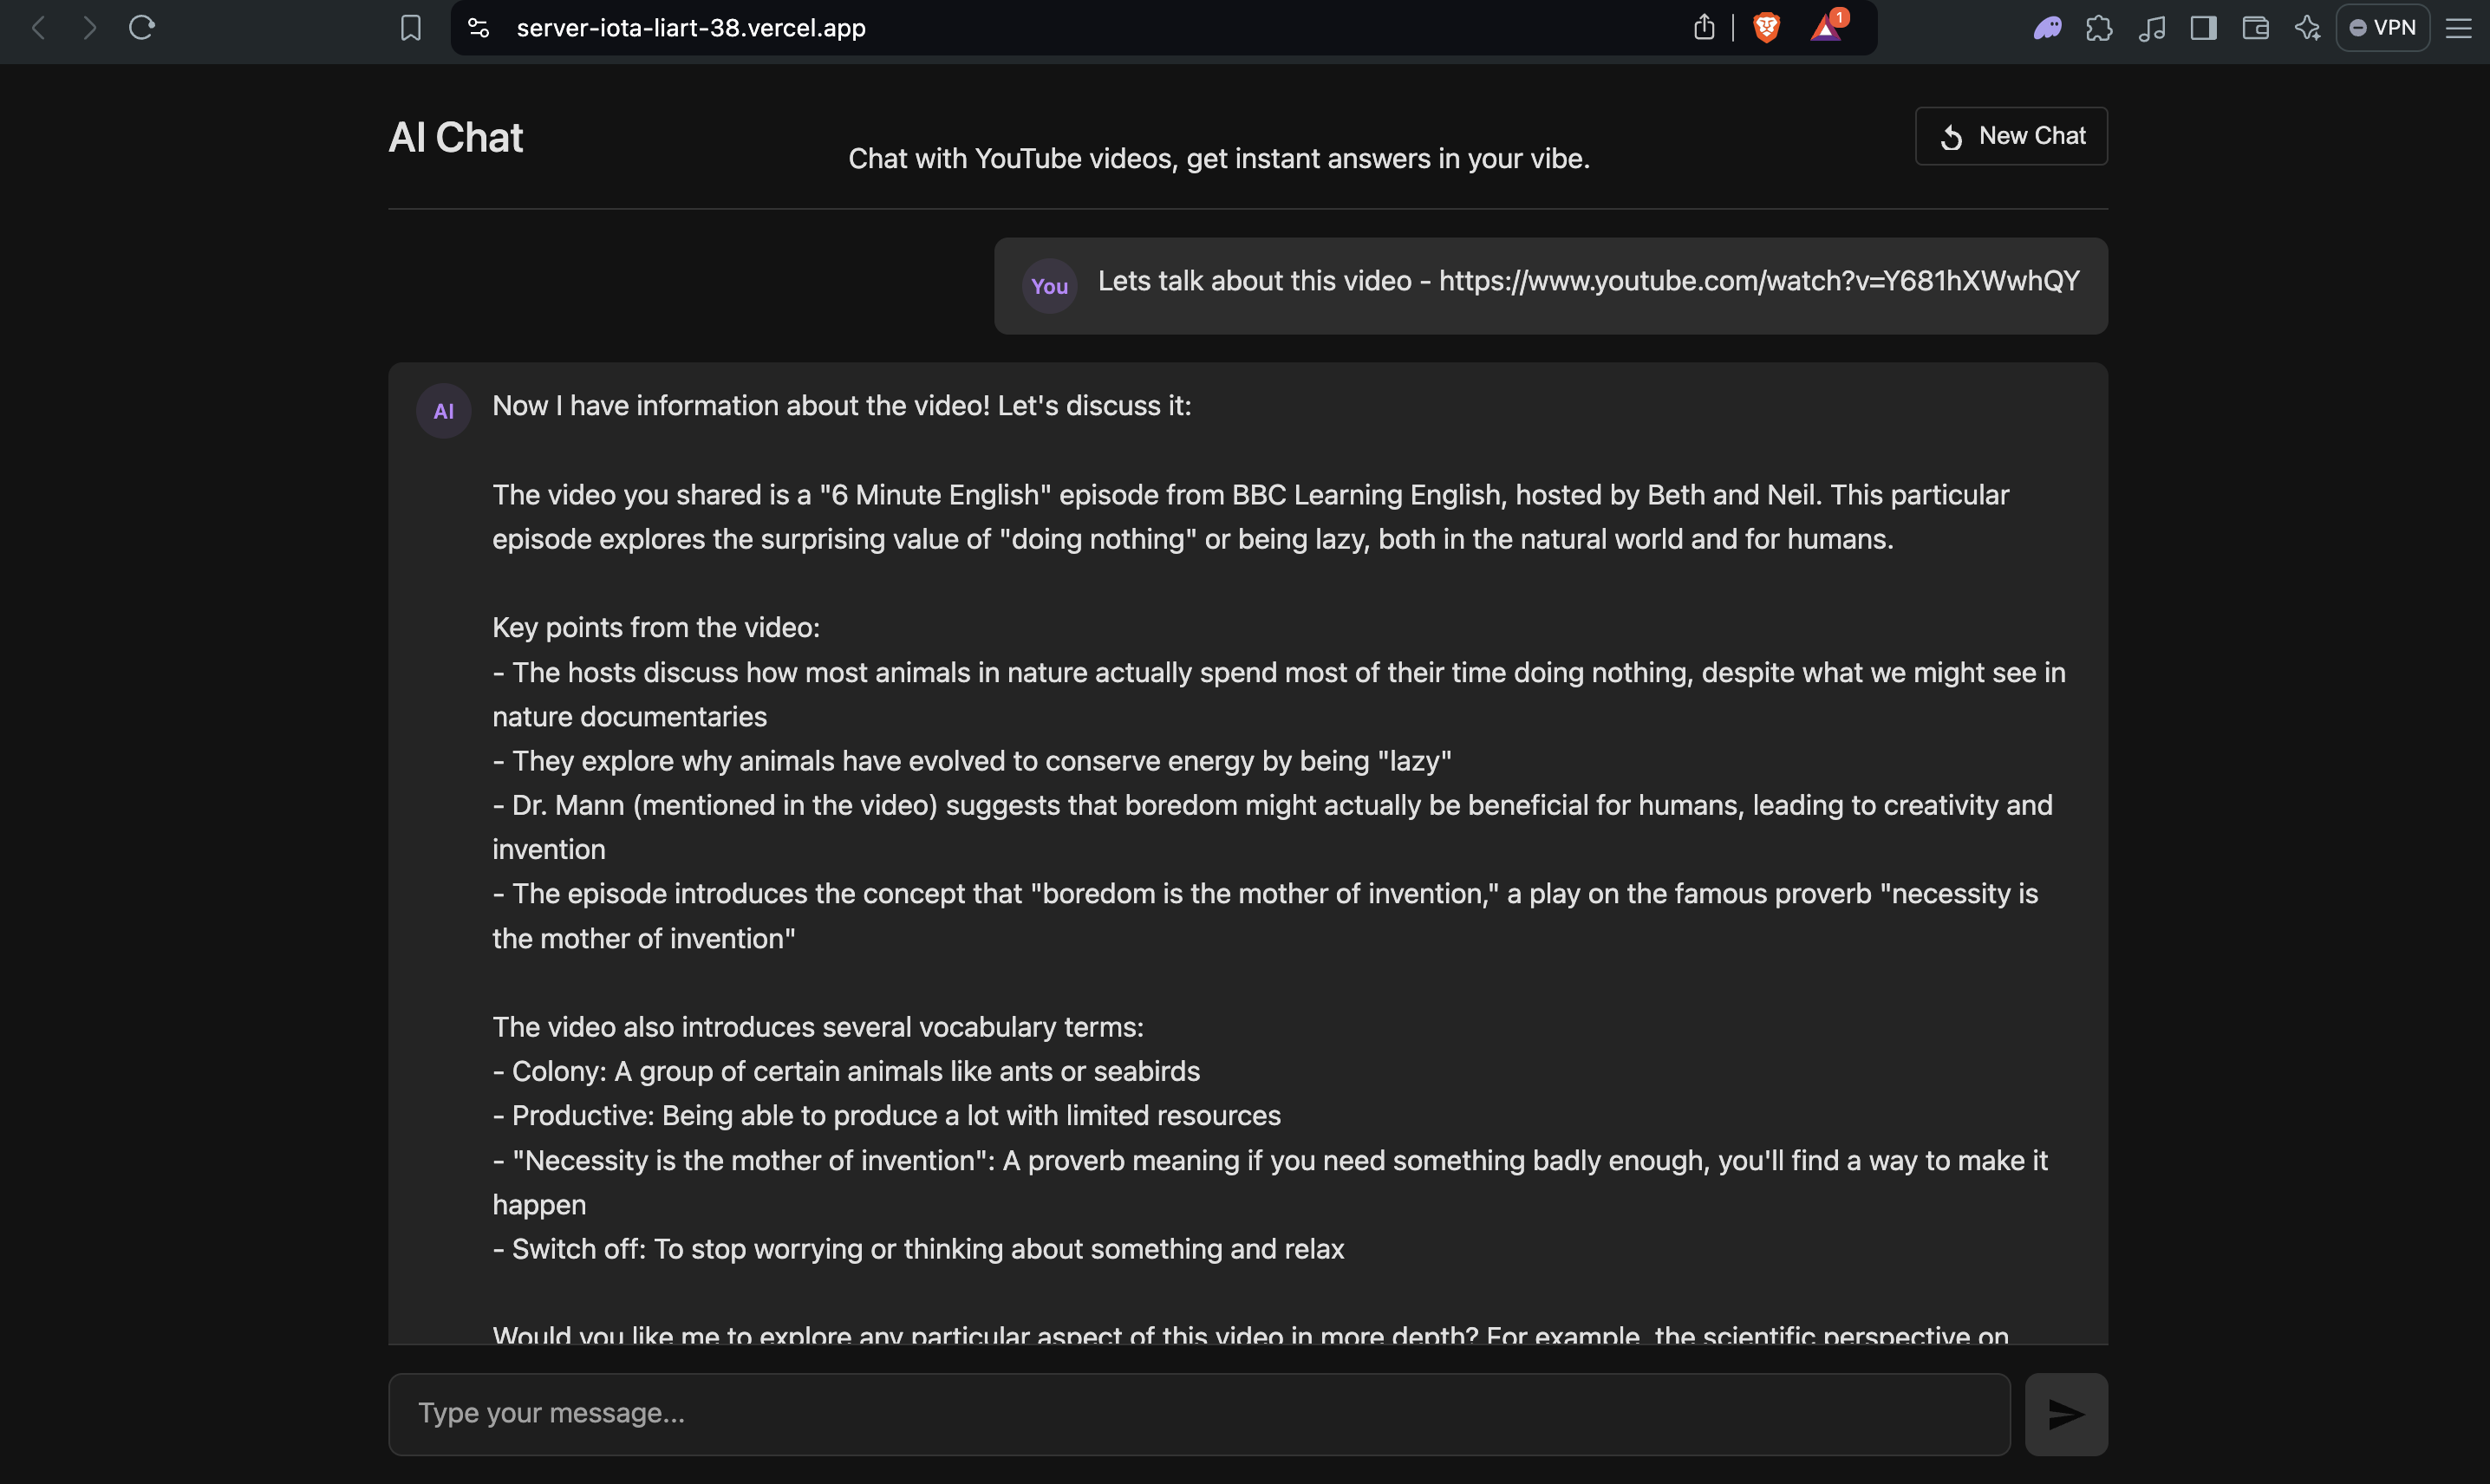 server-iota-liart-38.vercel.app
1
VPN
AI Chat
Chat with YouTube videos, get instant answers in your vibe.
New Chat
You
Lets talk about this video - https://www.youtube.com/watch?v=Y681hXWwhQY
AI
Now I have information about the video! Let's discuss it:
The video you shared is a "6 Minute English" episode from BBC Learning English, hosted by Beth and Neil. This particular
episode explores the surprising value of "doing nothing" or being lazy, both in the natural world and for humans.
Key points from the video:
- The hosts discuss how most animals in nature actually spend most of their time doing nothing, despite what we might see in
nature documentaries
- They explore why animals have evolved to conserve energy by being "lazy"
- Dr. Mann (mentioned in the video) suggests that boredom might actually be beneficial for humans, leading to creativity and
invention
- The episode introduces the concept that "boredom is the mother of invention," a play on the famous proverb "necessity is
the mother of invention"
The video also introduces several vocabulary terms:
- Colony: A group of certain animals like ants or seabirds
- Productive: Being able to produce a lot with limited resources
- "Necessity is the mother of invention": A proverb meaning if you need something badly enough, you'll find a way to make it
happen
- Switch off: To stop worrying or thinking about something and relax
Would you like me to explore any particular aspect of this video in more depth? For example, the scientific perspective on
Type your message...